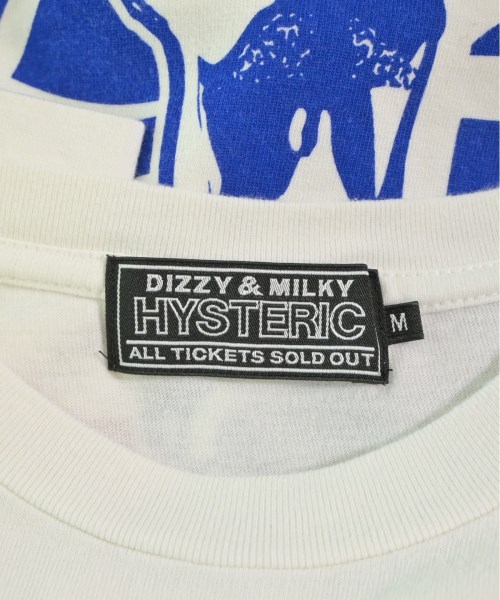 DIZZY & MILKY
HYSTERIC
ALL TICKETS SOLD OUT
M